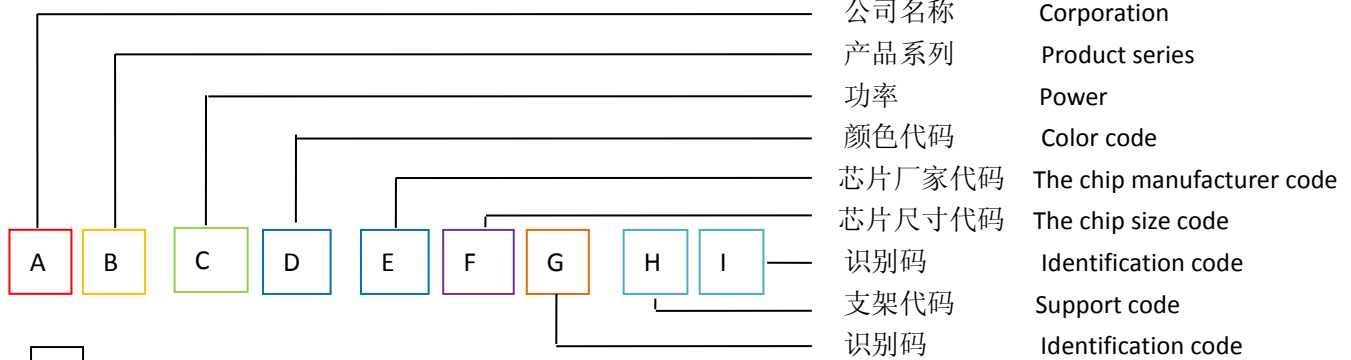 公司名称 Corporation
产品系列 Product series
功率 Power
颜色代码 Color code
芯片厂家代码 The chip manufacturer code
芯片尺寸代码 The chip size code
A B C D E F G H I 识别码 Identification code
支架代码 Support code
识别码 Identification code